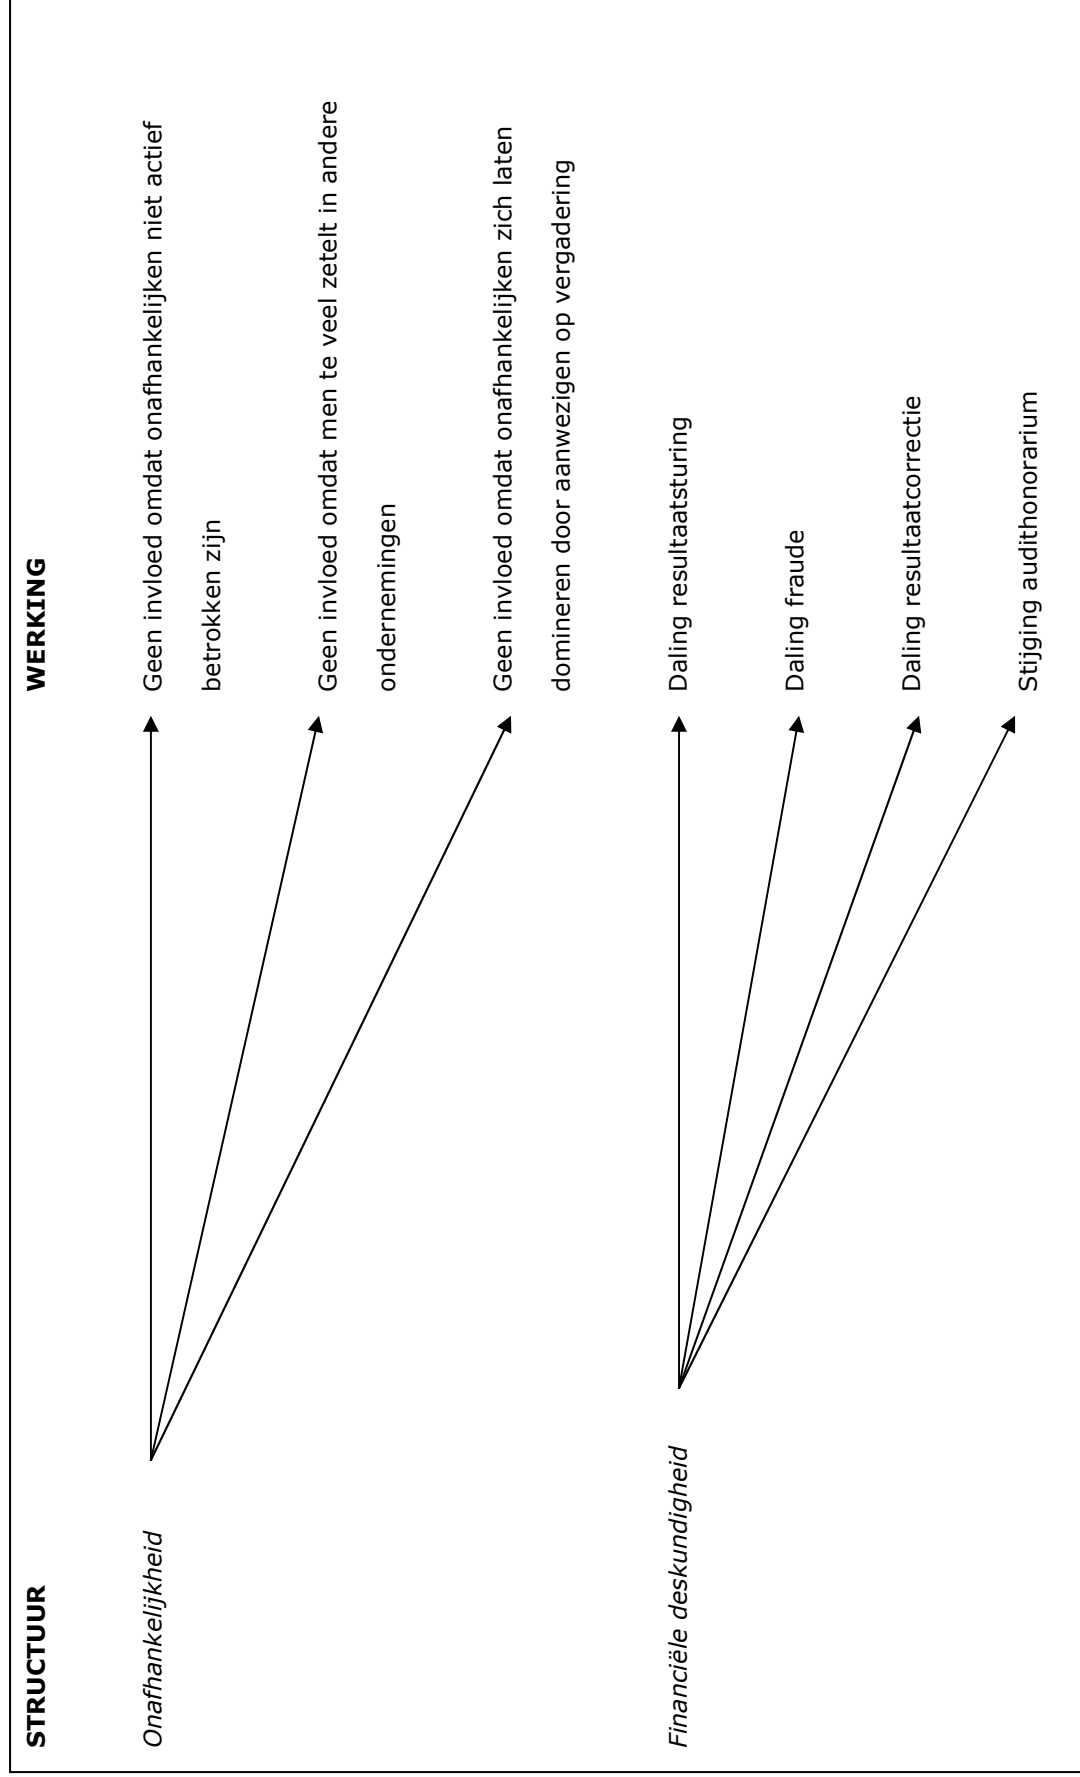 STRUCTUUR
WERKING
Onafhankelijkheid
Geen invloed omdat onafhankelijken niet actief
betrokken zijn
Geen invloed omdat men te veel zetelt in andere
ondernemingen
Geen invloed omdat onafhankelijken zich laten
domineren door aanwezigen op vergadering
Financiële deskundigheid
Daling resultaatsturing
Daling fraude
Daling resultaatcorrectie
Stijging audithonorarium